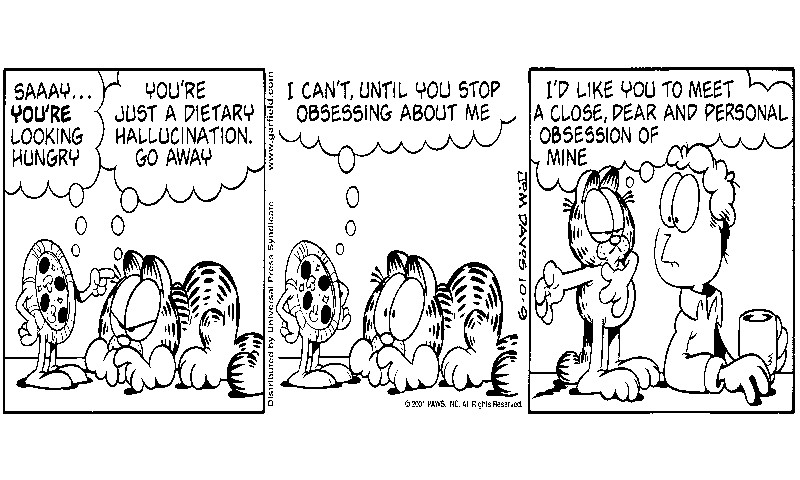 SAAAY...
YOU'RE
LOOKING
HUNGRY
YOU'RE
JUST A DIETARY
HALLUCINATION.
GO AWAY
www.garfield.com
Distributed by Universal Press Syndicate
I CAN'T, UNTIL YOU STOP
OBSESSING ABOUT ME
© 2001 PAWS, INC. All Rights Reserved.
JIM DAVIS 10-9
I'D LIKE YOU TO MEET
A CLOSE, DEAR AND PERSONAL
OBSESSION OF
MINE